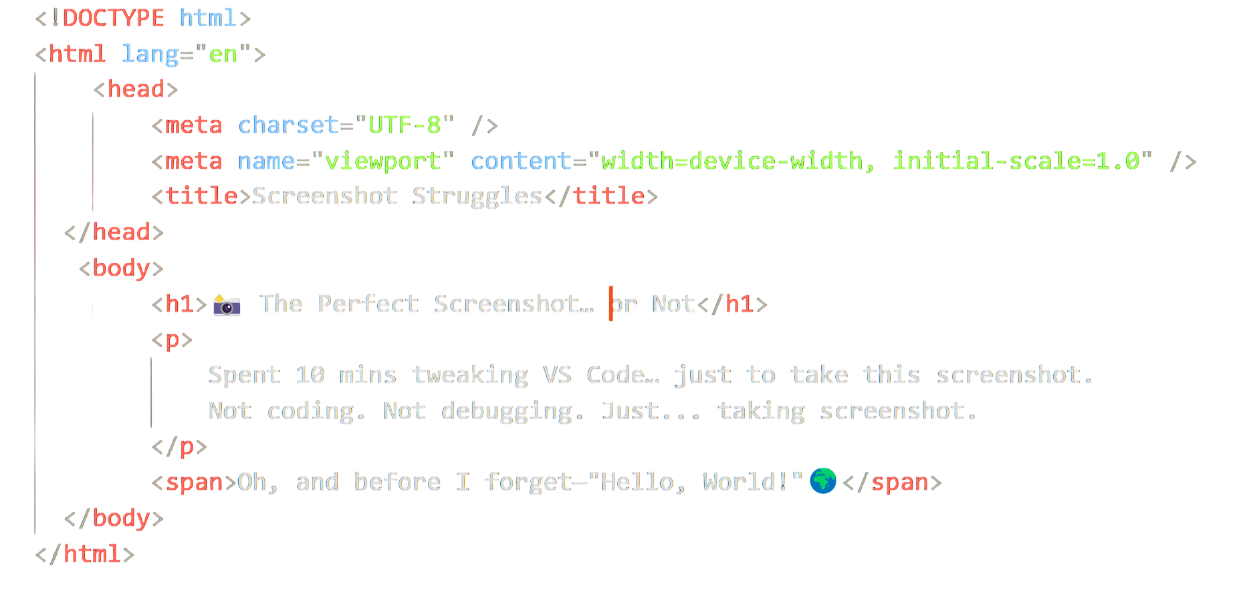 <!DOCTYPE html>
<html lang="en">
<head>
<meta charset="UTF-8" />
<meta name="viewport" content="width=device-width, initial-scale=1.0" />
<title>Screenshot Struggles</title>
</head>
<body>
<h1>📸 The Perfect Screenshot… or Not</h1>
<p>
Spent 10 mins tweaking VS Code… just to take this screenshot.
Not coding. Not debugging. Just... taking screenshot.
</p>
<span>Oh, and before I forget—"Hello, World!"🌍</span>
</body>
</html>